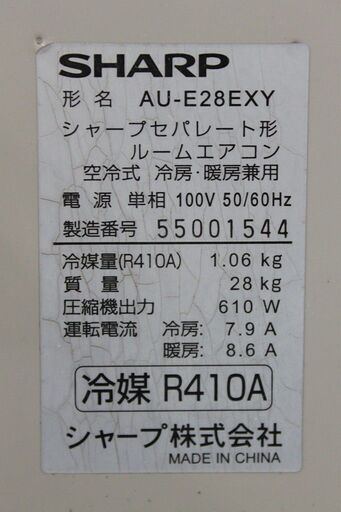 SHARP
形名 AU-E28EXY
シャープセパレート形
ルームエアコン
空冷式 冷房・暖房兼用
電源 単相 100V 50/60Hz
製造番号 55001544
冷媒量(R410A) 1.06 kg
質量 28 kg
圧縮機出力 610 W
運転電流 冷房: 7.9 A
暖房: 8.6 A
冷媒 R410A
シャープ株式会社
MADE IN CHINA